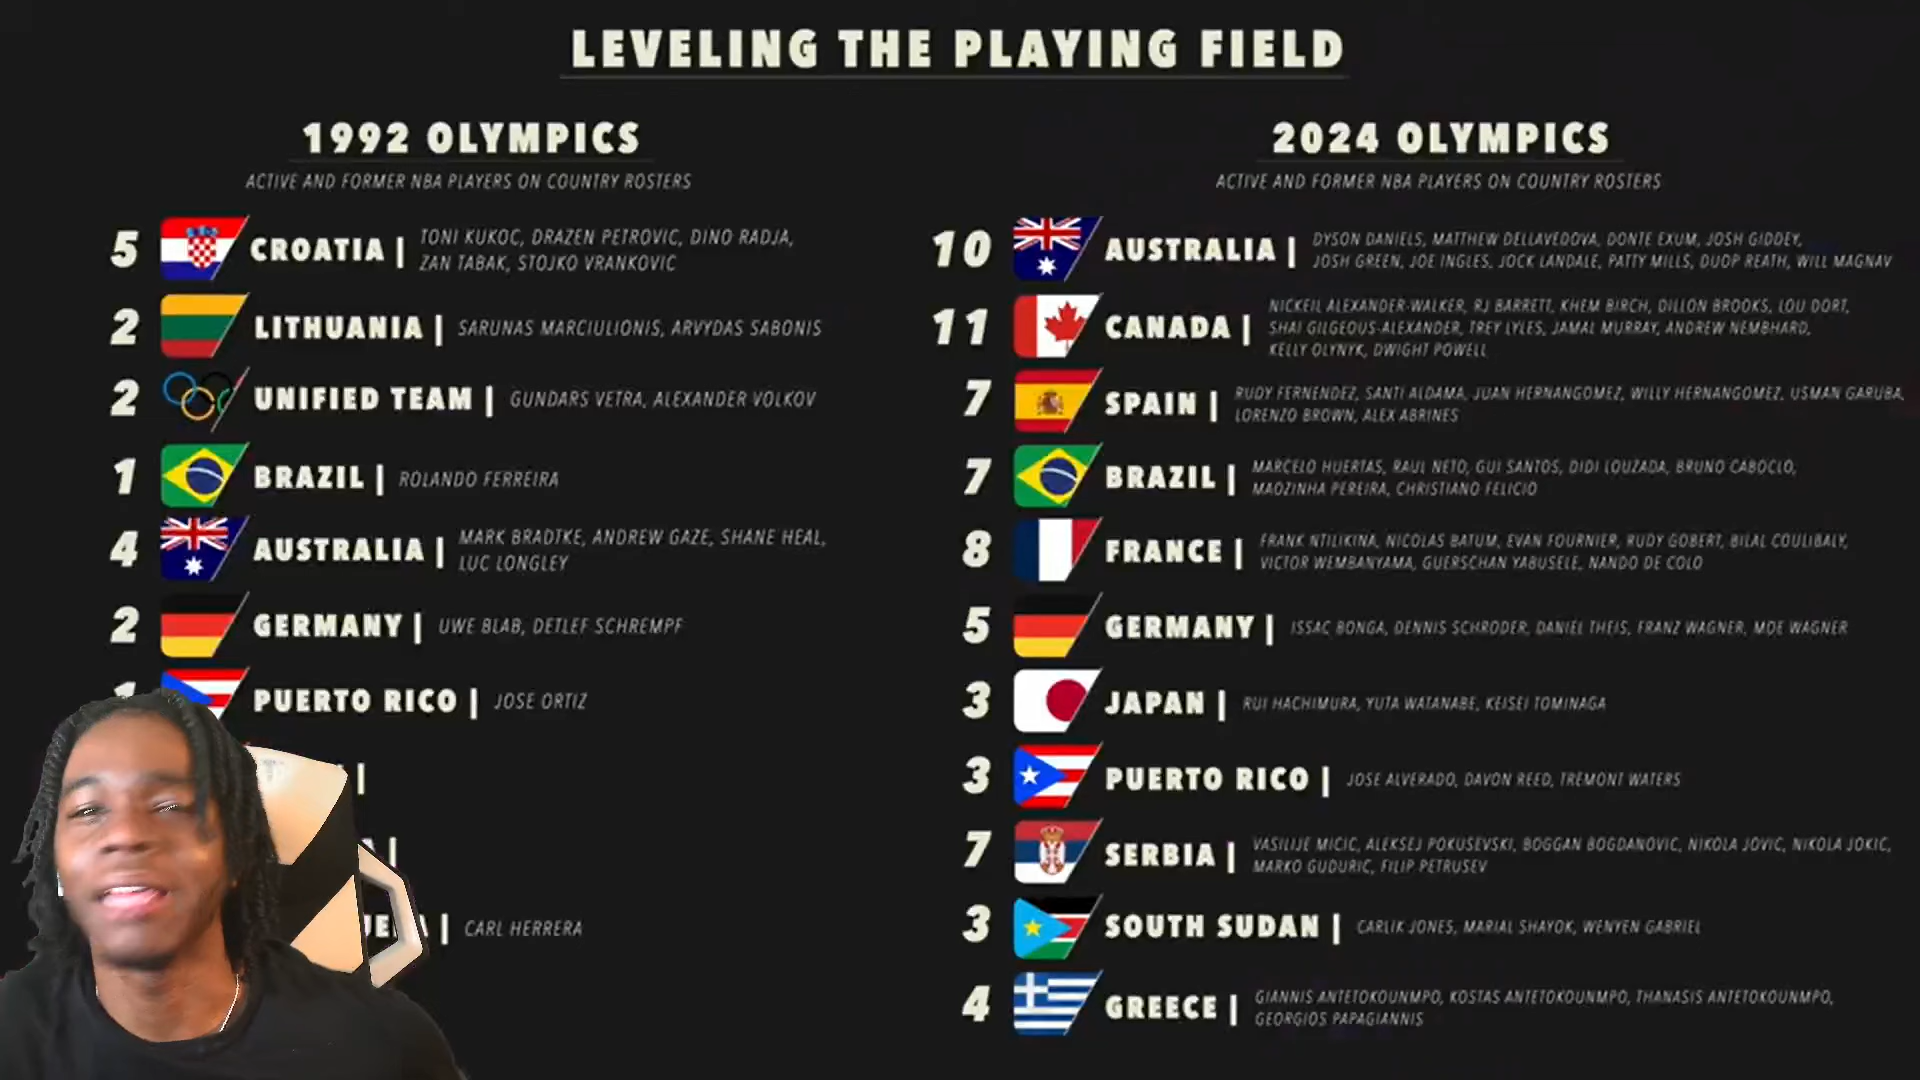 LEVELING THE PLAYING FIELD
1992 OLYMPICS
ACTIVE AND FORMER NBA PLAYERS ON COUNTRY ROSTERS
5 CROATIA | TONI KUKOC, DRAZEN PETROVIC, DINO RADJA,
ZAN TABAK, STOJKO VRANKOVIC
2 LITHUANIA | SARUNAS MARCIULIONIS, ARVYDAS SABONIS
2 UNIFIED TEAM | GUNDARS VETRA, ALEXANDER VOLKOV
1 BRAZIL | ROLANDO FERREIRA
4 AUSTRALIA | MARK BRADTKE, ANDREW GAZE, SHANE HEAL,
LUC LONGLEY
2 GERMANY | UWE BLAB, DETLEF SCHREMPF
PUERTO RICO | JOSE ORTIZ
|
|
| CARL HERRERA
2024 OLYMPICS
ACTIVE AND FORMER NBA PLAYERS ON COUNTRY ROSTERS
10 AUSTRALIA | DYSON DANIELS, MATTHEW DELLAVEDOVA, DONTE EXUM, JOSH GIDDEY,
JOSH GREEN, JOE INGLES, JOCK LANDALE, PATTY MILLS, DUOP REATH, WILL MAGNAY
11 CANADA | NICKEIL ALEXANDER-WALKER, RJ BARRETT, KHEM BIRCH, DILLON BROOKS, LOU DORT,
SHAI GILGEOUS-ALEXANDER, TREY LYLES, JAMAL MURRAY, ANDREW NEMBHARD,
KELLY OLYNYK, DWIGHT POWELL
7 SPAIN | RUDY FERNENDEZ, SANTI ALDAMA, JUAN HERNANGOMEZ, WILLY HERNANGOMEZ, USMAN GARUBA,
LORENZO BROWN, ALEX ABRINES
7 BRAZIL | MARCELO HUERTAS, RAUL NETO, GUI SANTOS, DIDI LOUZADA, BRUNO CABOCLO,
MAOZINHA PEREIRA, CHRISTIANO FELICIO
8 FRANCE | FRANK NTILIKINA, NICOLAS BATUM, EVAN FOURNIER, RUDY GOBERT, BILAL COULIBALY,
VICTOR WEMBANYAMA, GUERSCHAN YABUSELE, NANDO DE COLO
5 GERMANY | ISSAC BONGA, DENNIS SCHRODER, DANIEL THEIS, FRANZ WAGNER, MOE WAGNER
3 JAPAN | RUI HACHIMURA, YUTA WATANABE, KEISEI TOMINAGA
3 PUERTO RICO | JOSE ALVERADO, DAVON REED, TREMONT WATERS
7 SERBIA | VASILIJE MICIC, ALEKSEJ POKUSEVSKI, BOGGAN BOGDANOVIC, NIKOLA JOVIC, NIKOLA JOKIC,
MARKO GUDURIC, FILIP PETRUSEV
3 SOUTH SUDAN | CARLIK JONES, MARIAL SHAYOK, WENYEN GABRIEL
4 GREECE | GIANNIS ANTETOKOUNMPO, KOSTAS ANTETOKOUNMPO, THANASIS ANTETOKOUNMPO,
GEORGIOS PAPAGIANNIS